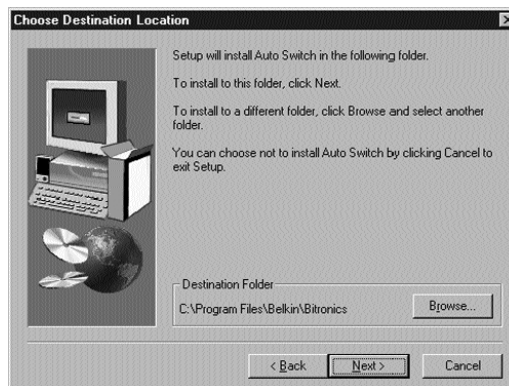 Choose Destination Location
Setup will install Auto Switch in the following folder.
To install to this folder, click Next.
To install to a different folder, click Browse and select another
folder.
You can choose not to install Auto Switch by clicking Cancel to
exit Setup.
Destination Folder
C:\Program Files\Belkin\Bitronics
Browse...
< Back
Next >
Cancel